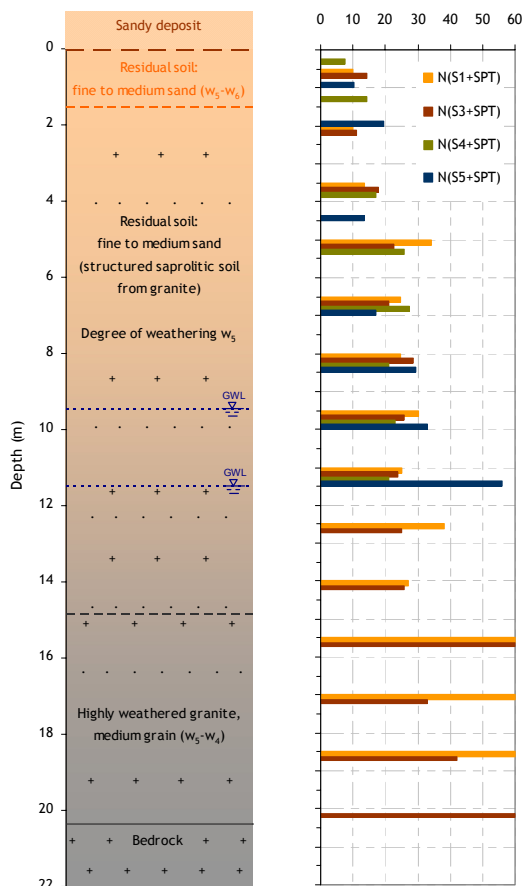 Sandy deposit
Residual soil:
fine to medium sand (w5-w6)
Residual soil:
fine to medium sand
(structured saprolitic soil
from granite)
Degree of weathering w5
GWL
GWL
Highly weathered granite,
medium grain (w5-w4)
Bedrock
Depth (m)
0
2
4
6
8
10
12
14
16
18
20
22
0 10 20 30 40 50 60
N(S1+SPT)
N(S3+SPT)
N(S4+SPT)
N(S5+SPT)